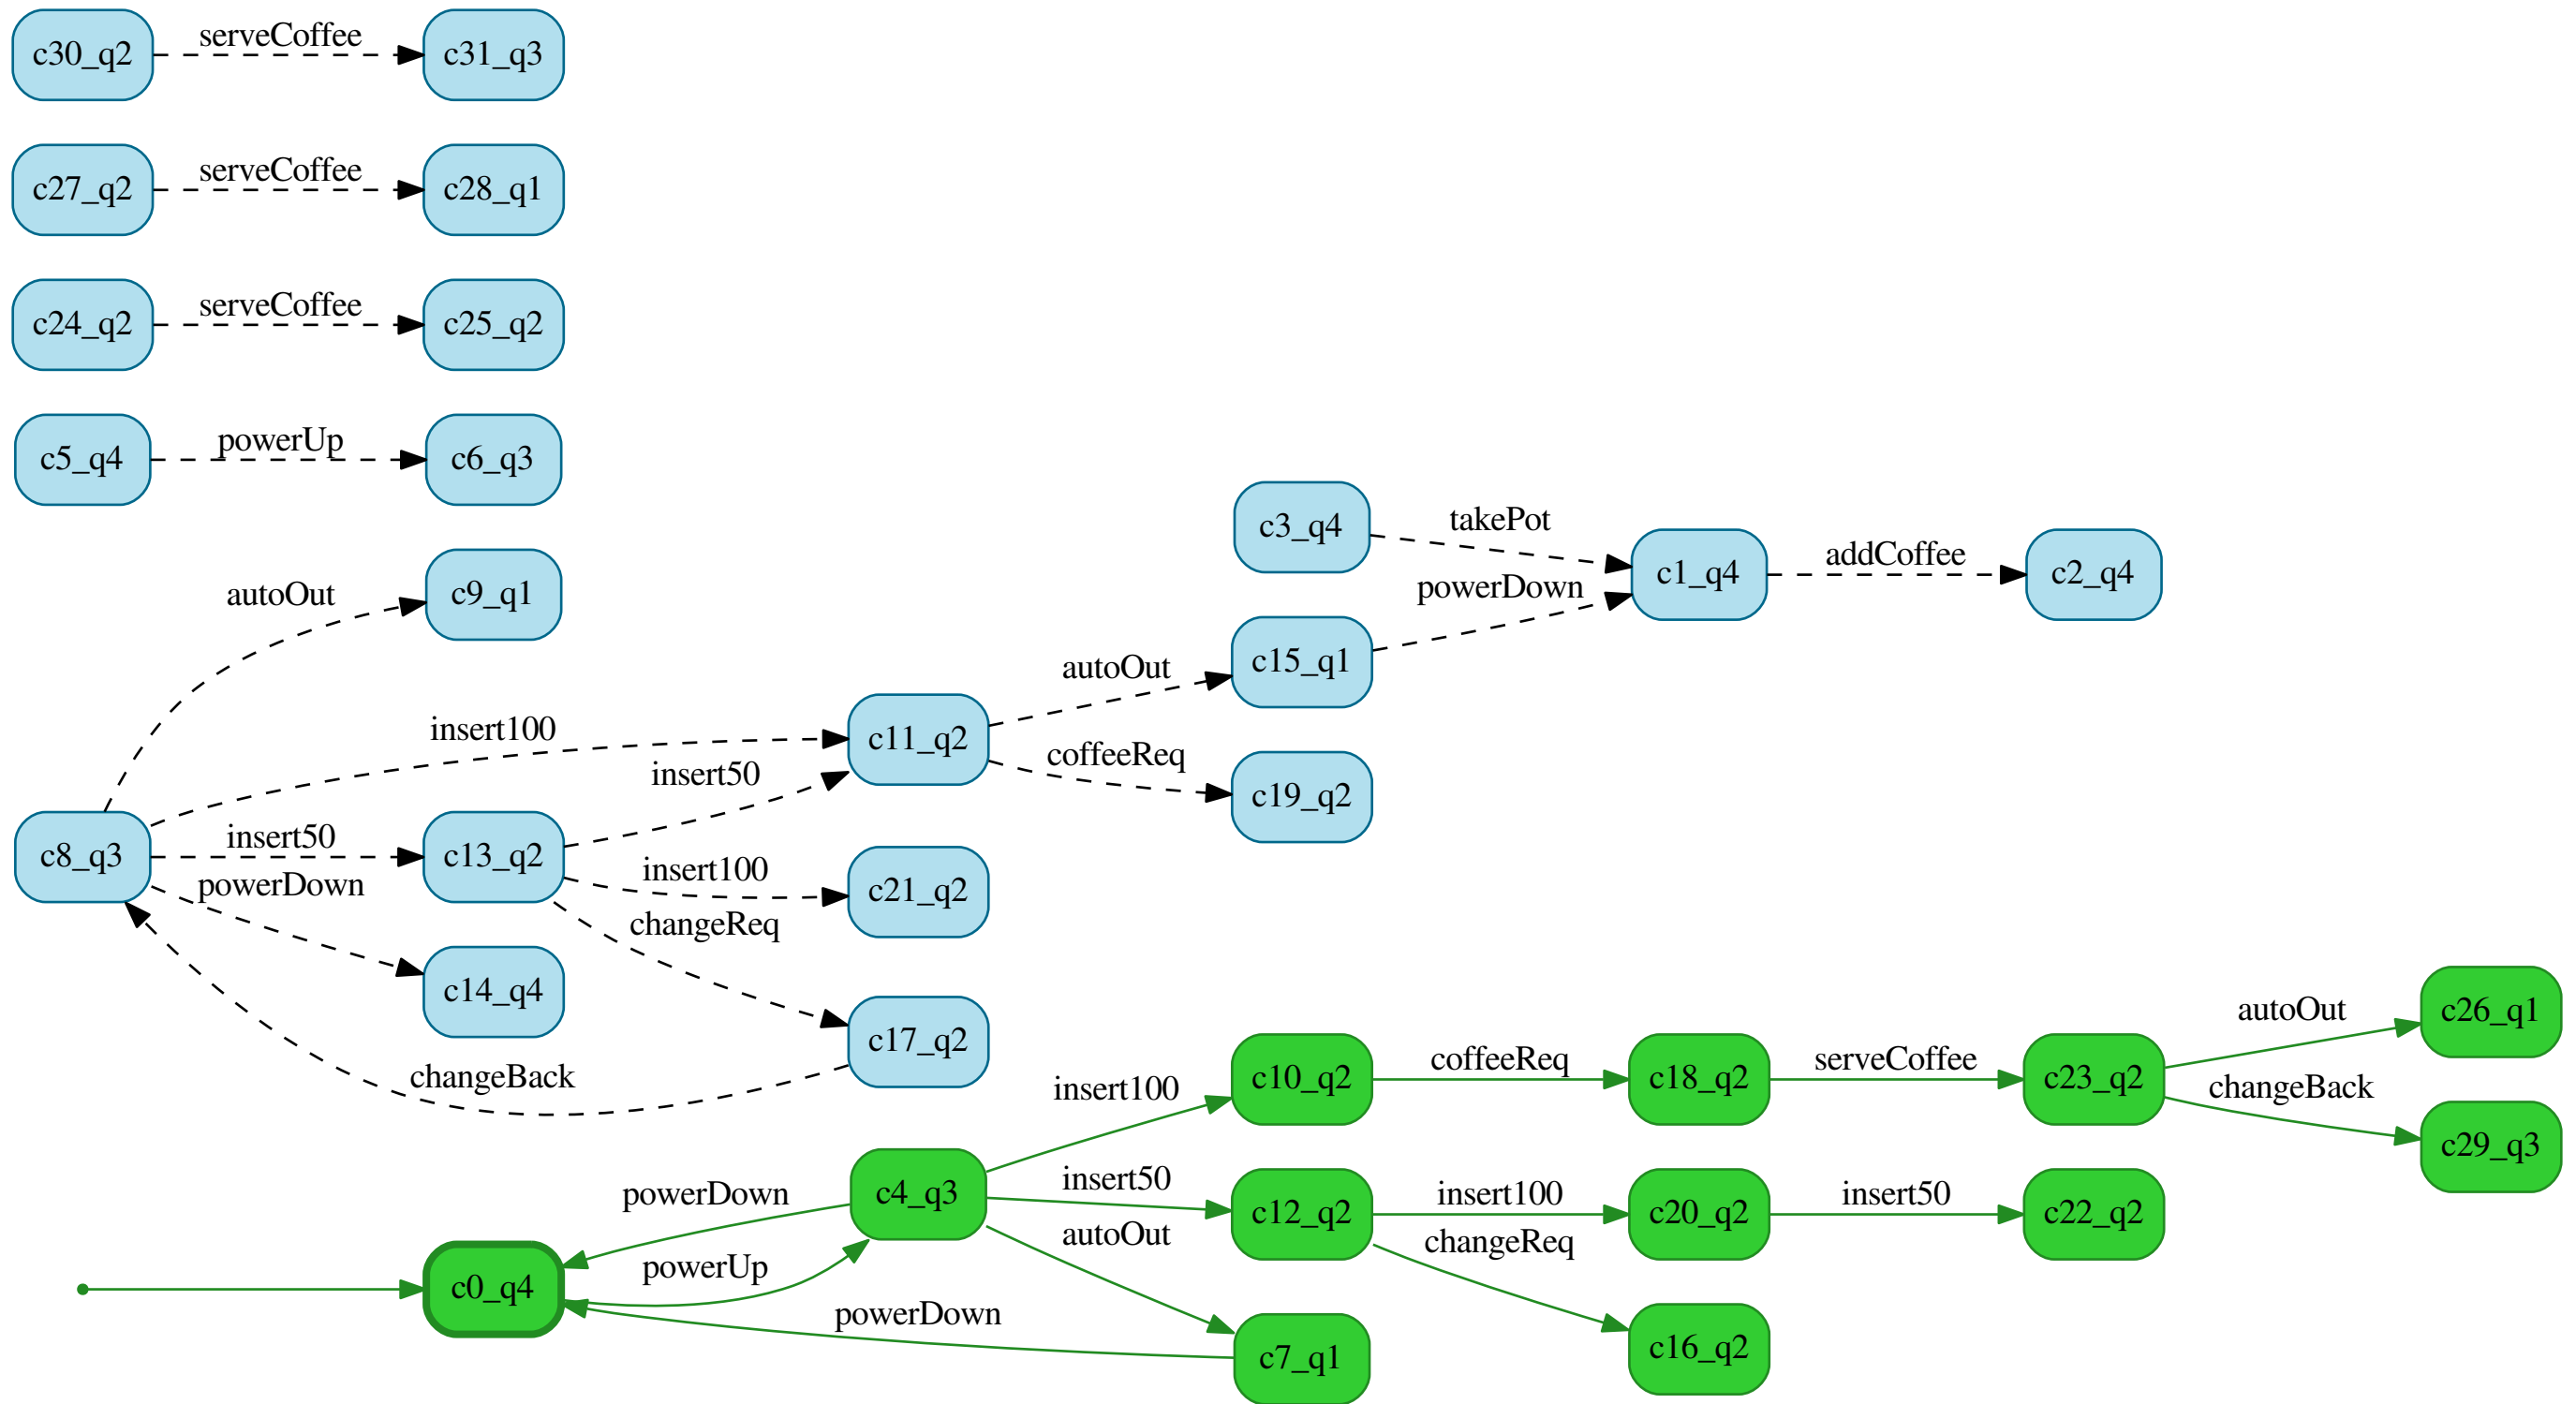 c30_q2
serveCoffee
c31_q3
c27_q2
serveCoffee
c28_q1
c24_q2
serveCoffee
c25_q2
c5_q4
powerUp
c6_q3
c3_q4
takePot
c1_q4
addCoffee
c2_q4
autoOut
c9_q1
powerDown
c15_q1
autoOut
insert100
c11_q2
coffeeReq
insert50
c19_q2
c8_q3
insert50
c13_q2
insert100
c21_q2
powerDown
changeReq
c14_q4
c17_q2
changeBack
c26_q1
autoOut
insert100
c10_q2
coffeeReq
c18_q2
serveCoffee
c23_q2
changeBack
c29_q3
powerDown
c4_q3
insert50
c12_q2
insert100
c20_q2
insert50
c22_q2
autoOut
changeReq
powerUp
c0_q4
powerDown
c7_q1
c16_q2